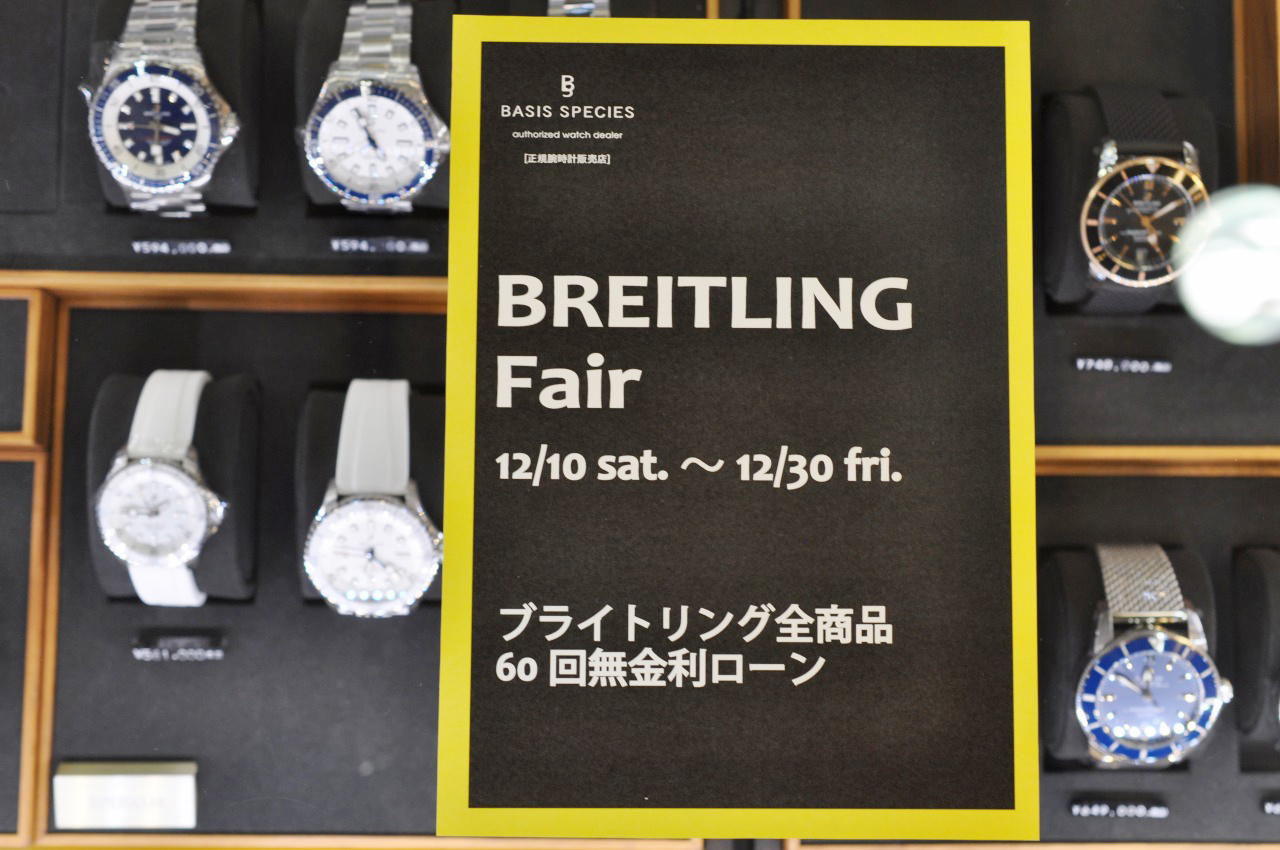 BASIS SPECIES
authorized watch dealer
[正規腕時計販売店]
BREITLING
Fair
12/10 sat. ～ 12/30 fri.
ブライトリング全商品
60 回無金利ローン